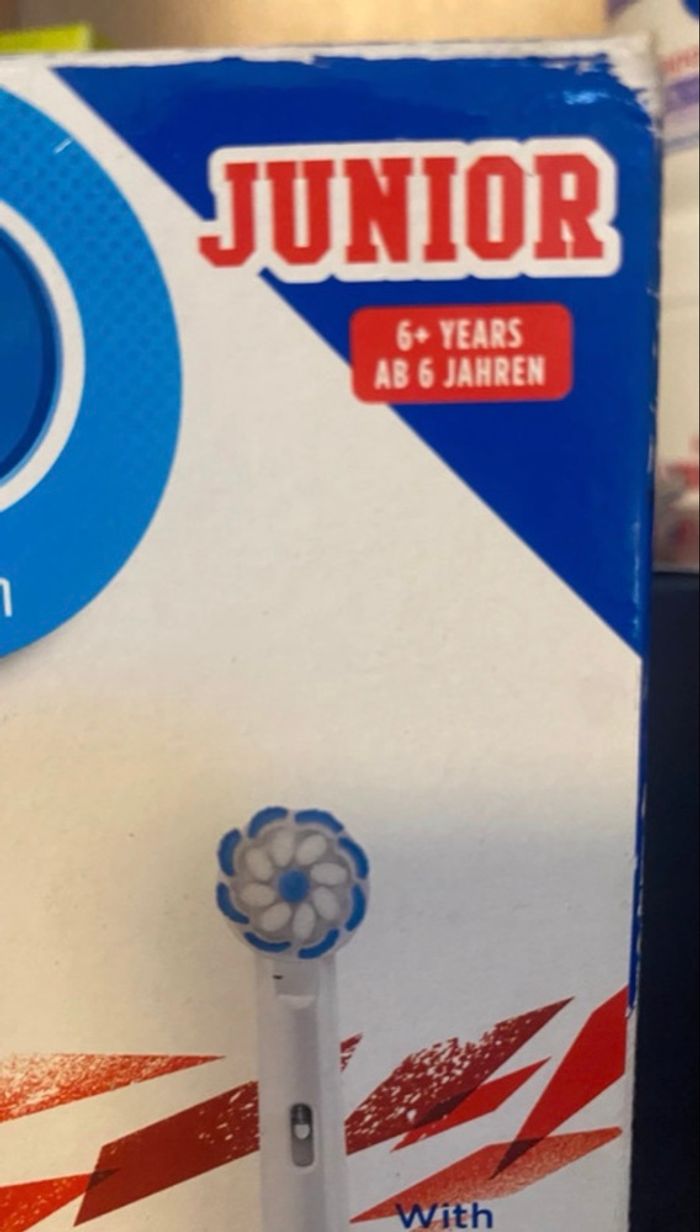 JUNIOR
6+ YEARS
AB 6 JAHREN
With